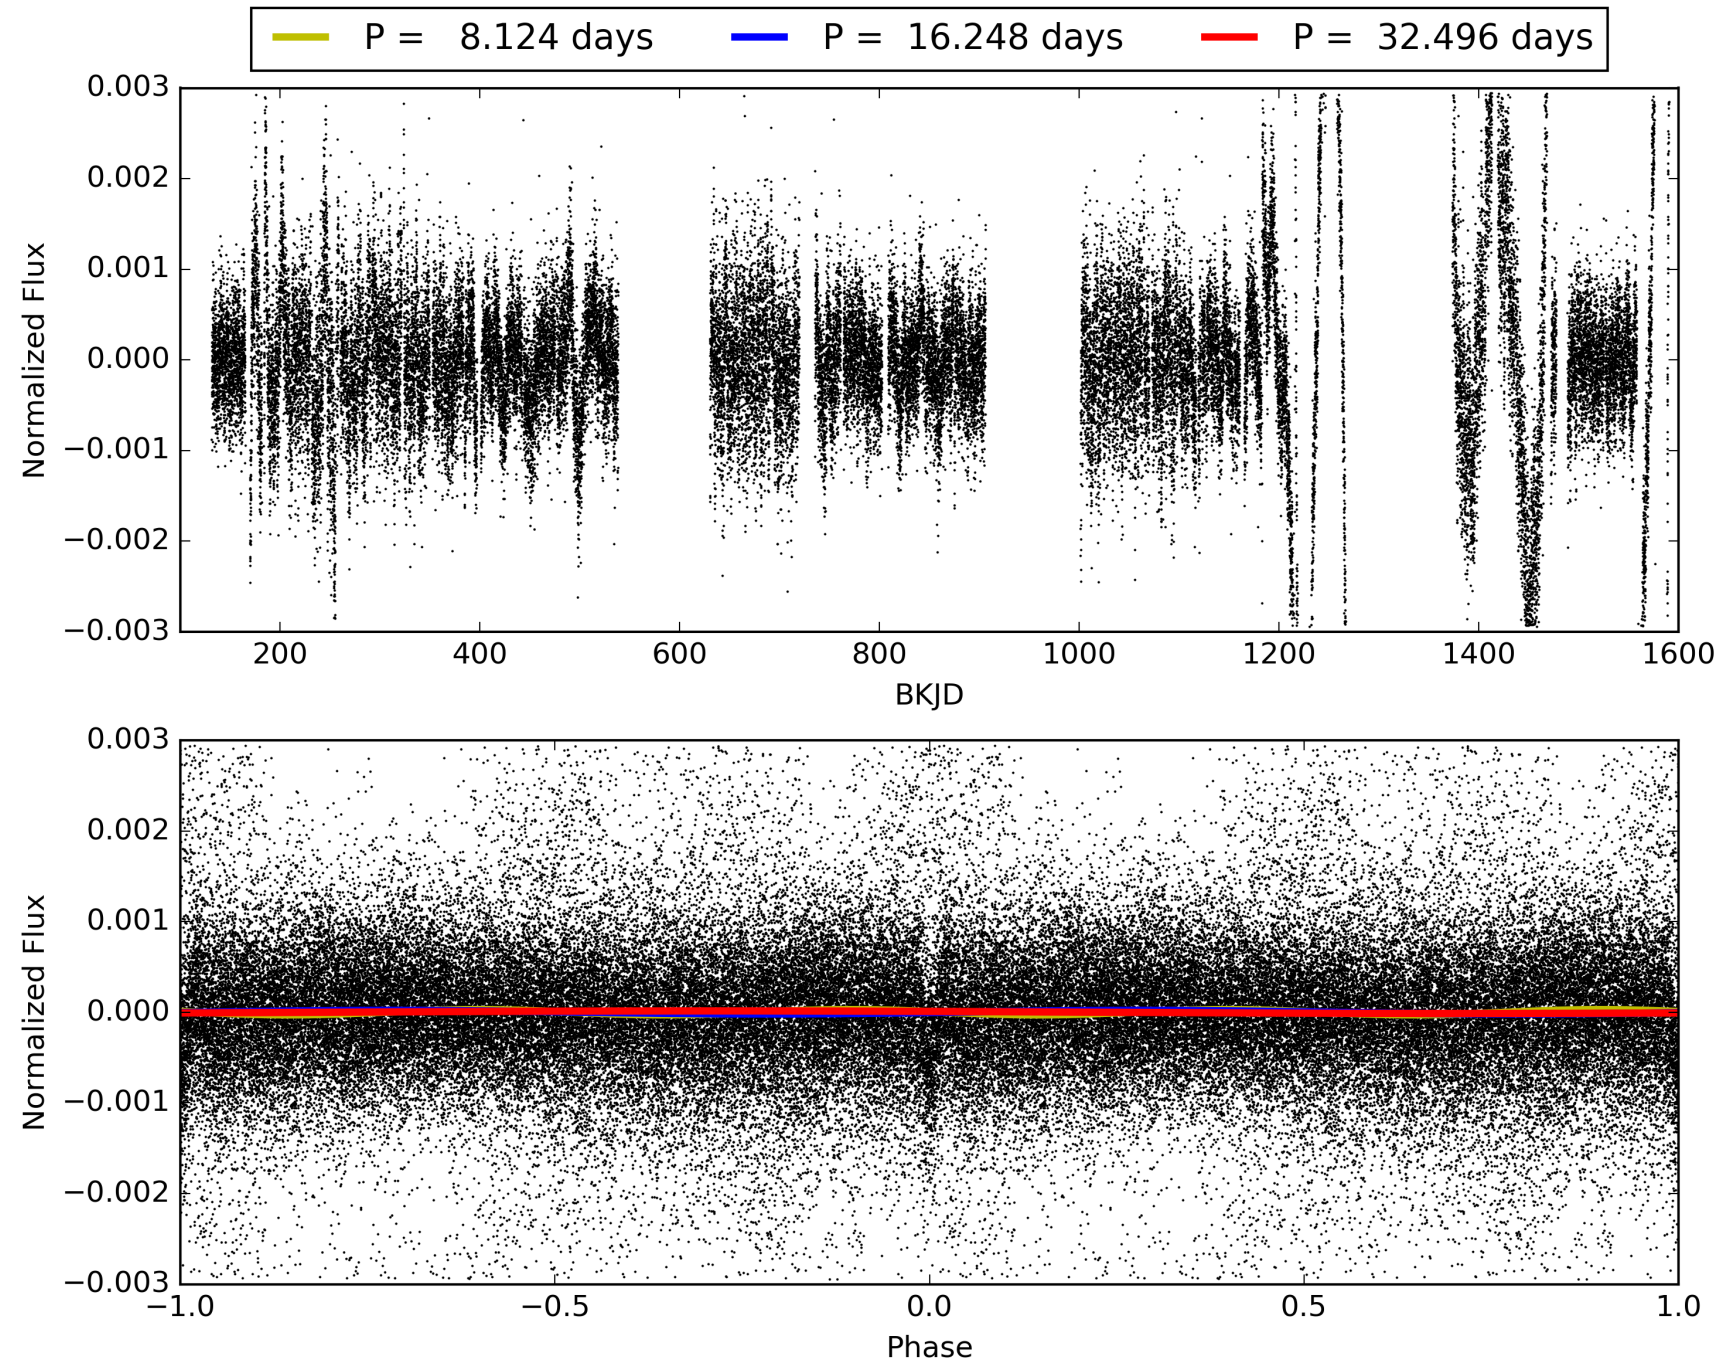 P = 8.124 days P = 16.248 days P = 32.496 days
0.003
0.002
0.001
0.000
−0.001
−0.002
−0.003
Normalized Flux
200 400 600 800 1000 1200 1400 1600
BKJD
0.003
0.002
0.001
0.000
−0.001
−0.002
−0.003
Normalized Flux
−1.0 −0.5 0.0 0.5 1.0
Phase